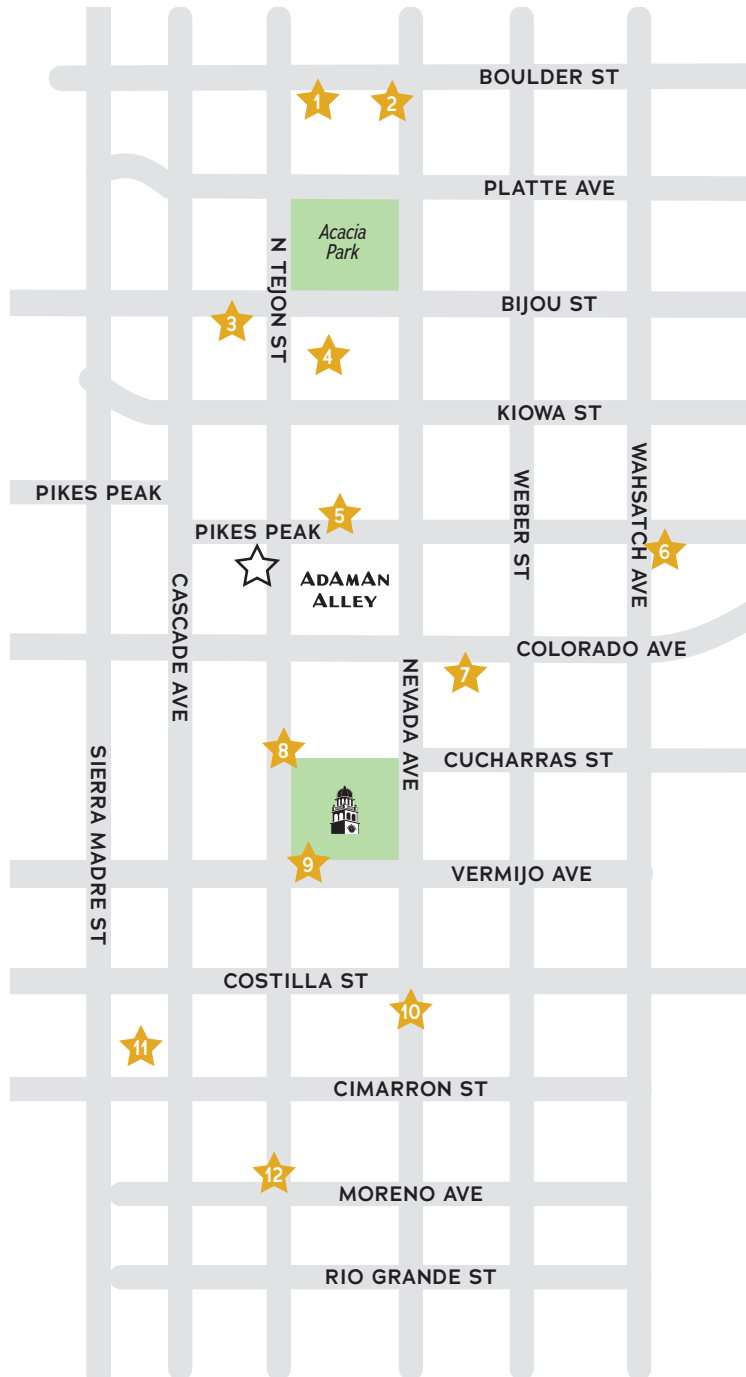 BOULDER ST
1
2
PLATTE AVE
Acacia
Park
N TEJON ST
BIJOU ST
3
4
KIOWA ST
PIKES PEAK
WAHSATCH AVE
WEBER ST
5
PIKES PEAK
6
ADAMAN
ALLEY
CASCADE AVE
COLORADO AVE
NEVADA AVE
7
8
CUCHARRAS ST
SIERRA MADRE ST
9
VERMIJO AVE
COSTILLA ST
10
11
CIMARRON ST
12
MORENO AVE
RIO GRANDE ST